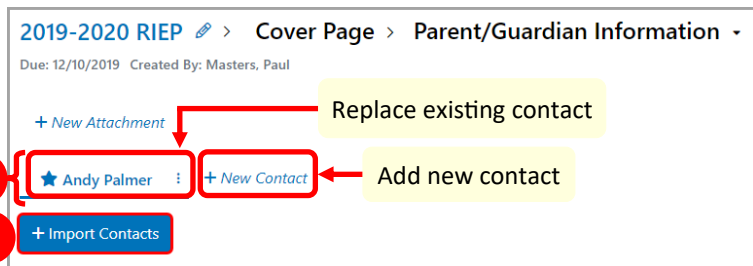 2019-2020 RIEP > Cover Page > Parent/Guardian Information
Due: 12/10/2019 Created By: Masters, Paul
+ New Attachment
Replace existing contact
Andy Palmer
+ New Contact
Add new contact
+ Import Contacts